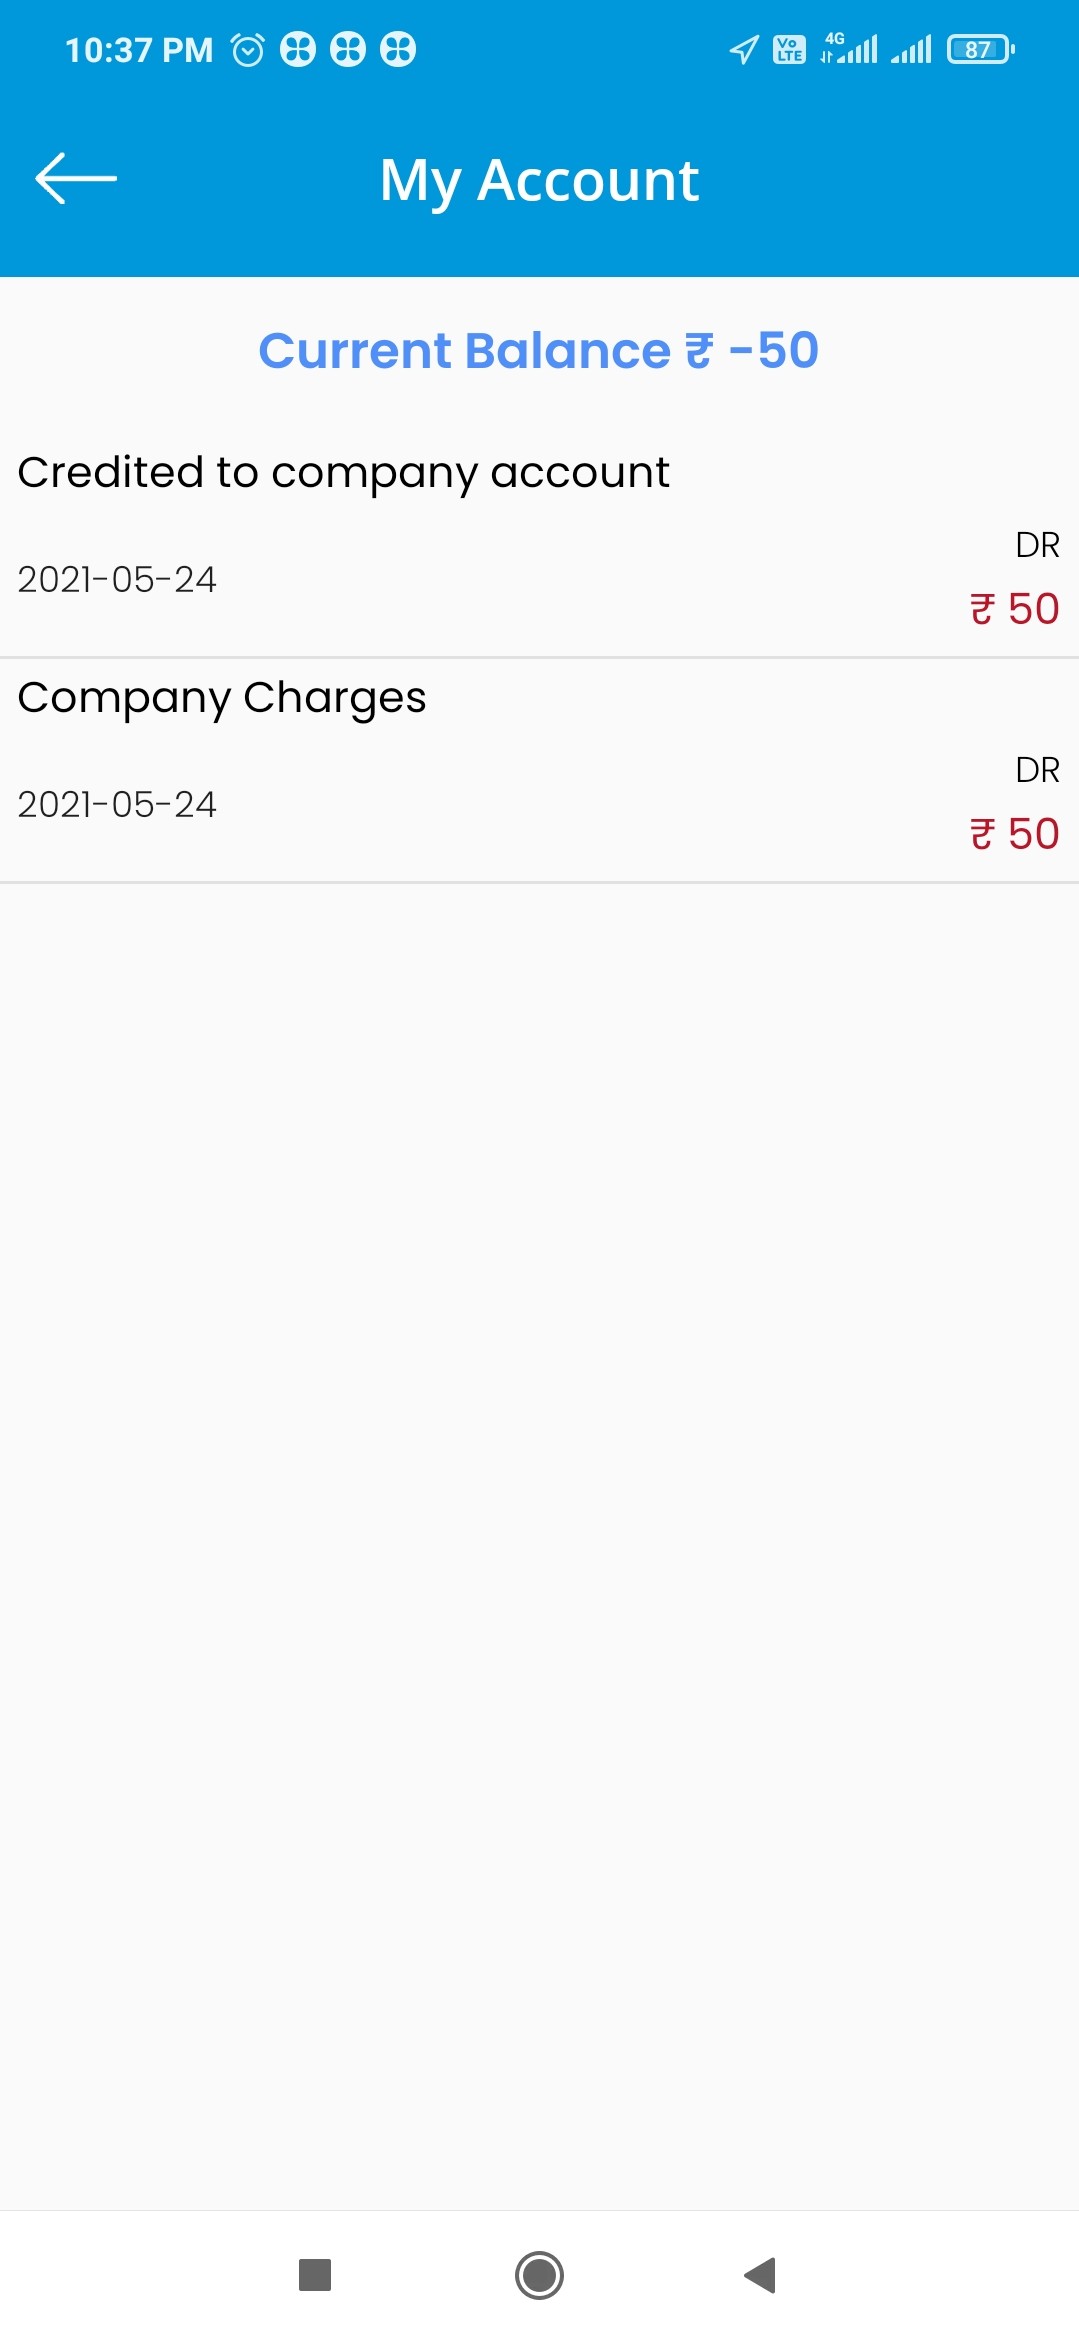 10:37 PM
Vo LTE 4G 87
My Account
Current Balance ₹ -50
Credited to company account
DR
2021-05-24
₹ 50
Company Charges
DR
2021-05-24
₹ 50